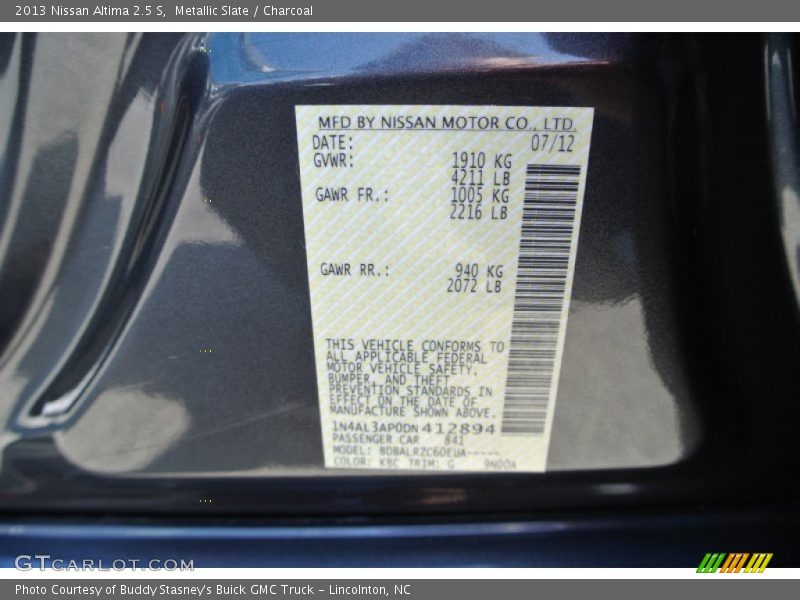 2013 Nissan Altima 2.5 S, Metallic Slate / Charcoal
MFD BY NISSAN MOTOR CO., LTD.
DATE: 07/12
GVWR: 1910 KG
4211 LB
GAWR FR.: 1005 KG
2216 LB
GAWR RR.: 940 KG
2072 LB
THIS VEHICLE CONFORMS TO
ALL APPLICABLE FEDERAL
MOTOR VEHICLE SAFETY,
BUMPER, AND THEFT
PREVENTION STANDARDS IN
EFFECT ON THE DATE OF
MANUFACTURE SHOWN ABOVE.
1N4AL3AP0DN412894
PASSENGER CAR 841
MODEL: BDBALRZC6DEUA-----
COLOR: KBC TRIM: G 9N00A
GTCARLOT.COM
Photo Courtesy of Buddy Stasney's Buick GMC Truck - Lincolnton, NC